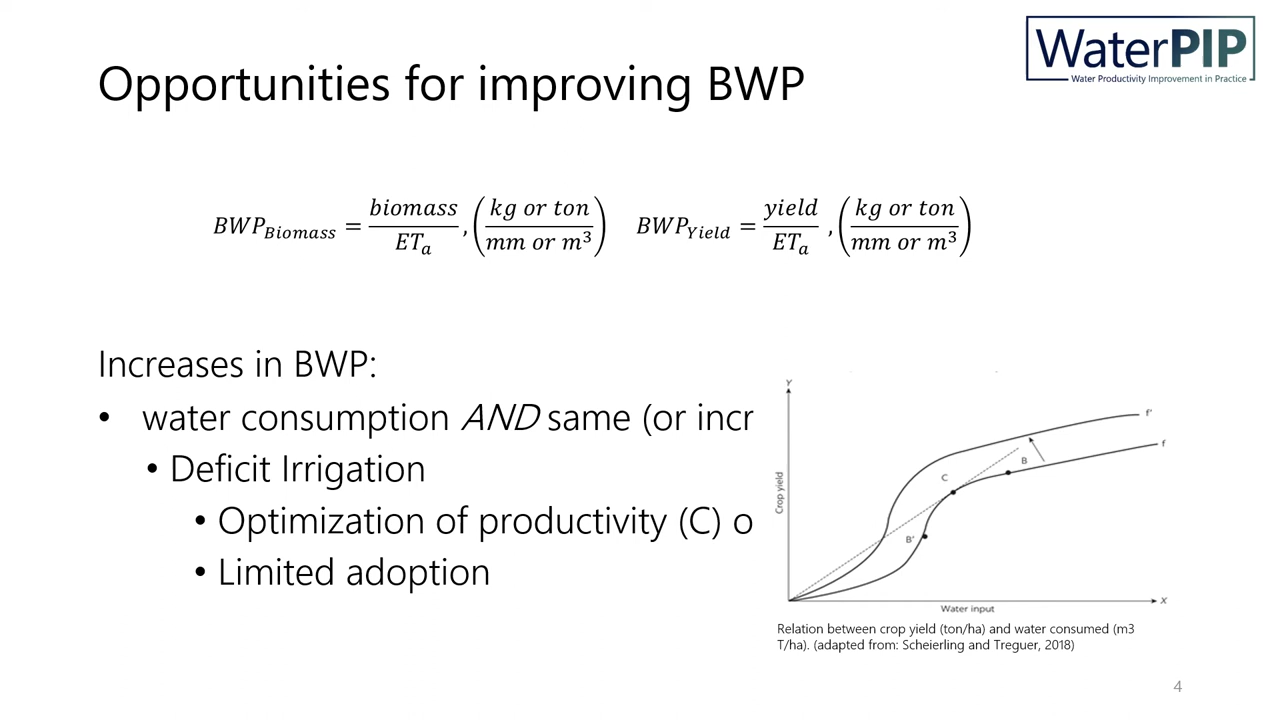 WaterPIP
Water Productivity Improvement in Practice
Opportunities for improving BWP
BWP_Biomass = biomass / ET_a , (kg or ton / mm or m³) BWP_Yield = yield / ET_a , (kg or ton / mm or m³)
Increases in BWP:
• water consumption AND same (or incr
• Deficit Irrigation
• Optimization of productivity (C) o
• Limited adoption
Y
f'
f
B
C
B'
Crop yield
X
Water input
Relation between crop yield (ton/ha) and water consumed (m3
T/ha). (adapted from: Scheierling and Treguer, 2018)
4